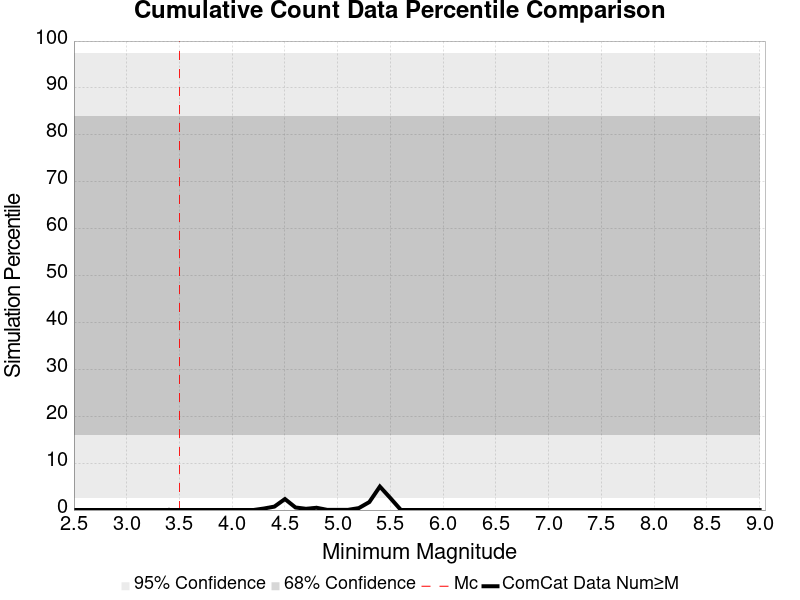 Cumulative Count Data Percentile Comparison
100
90
80
70
60
50
40
30
20
10
0
Simulation Percentile
2.5 3.0 3.5 4.0 4.5 5.0 5.5 6.0 6.5 7.0 7.5 8.0 8.5 9.0
Minimum Magnitude
95% Confidence 68% Confidence Mc ComCat Data Num≥M